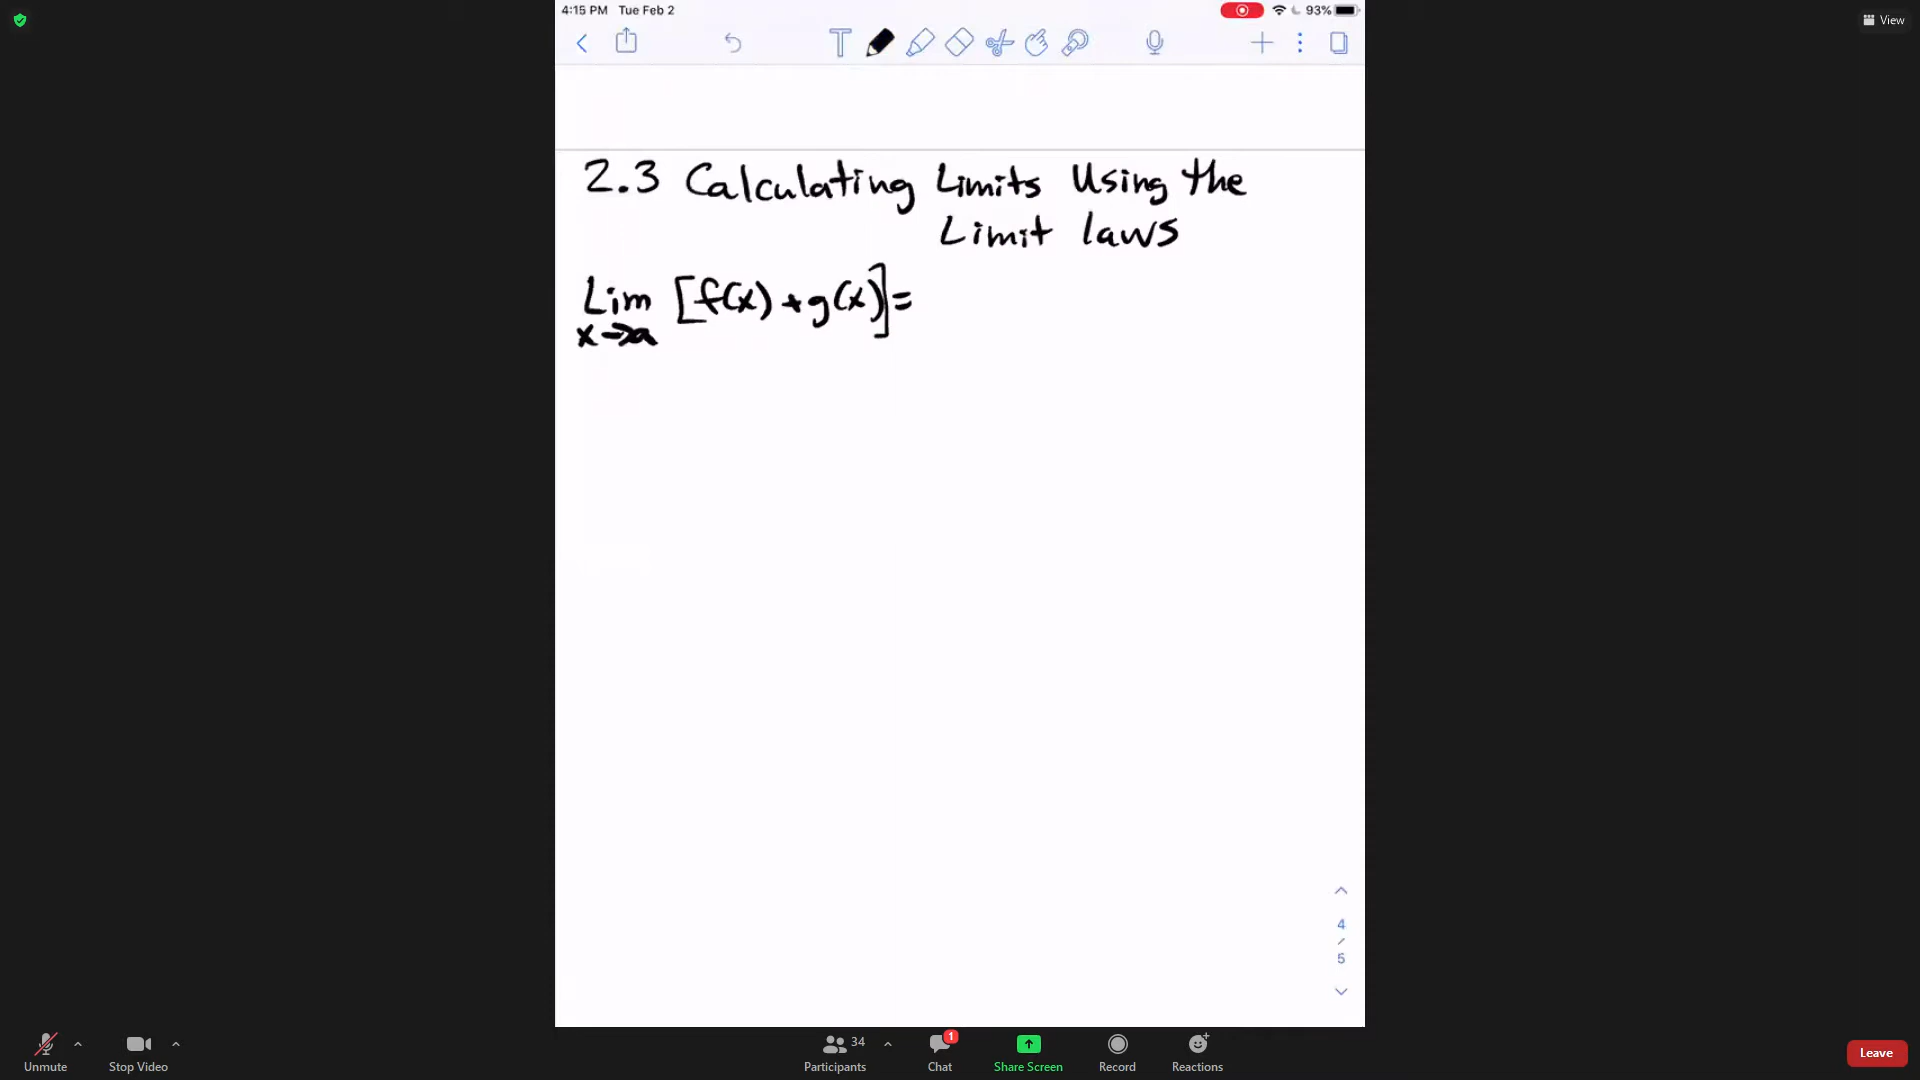 4:15 PM Tue Feb 2
93%
View
2.3 Calculating Limits Using the
Limit laws
Lim [f(x) + g(x)] =
x→a
4
/
5
Unmute
Stop Video
34
Participants
1
Chat
Share Screen
Record
Reactions
Leave